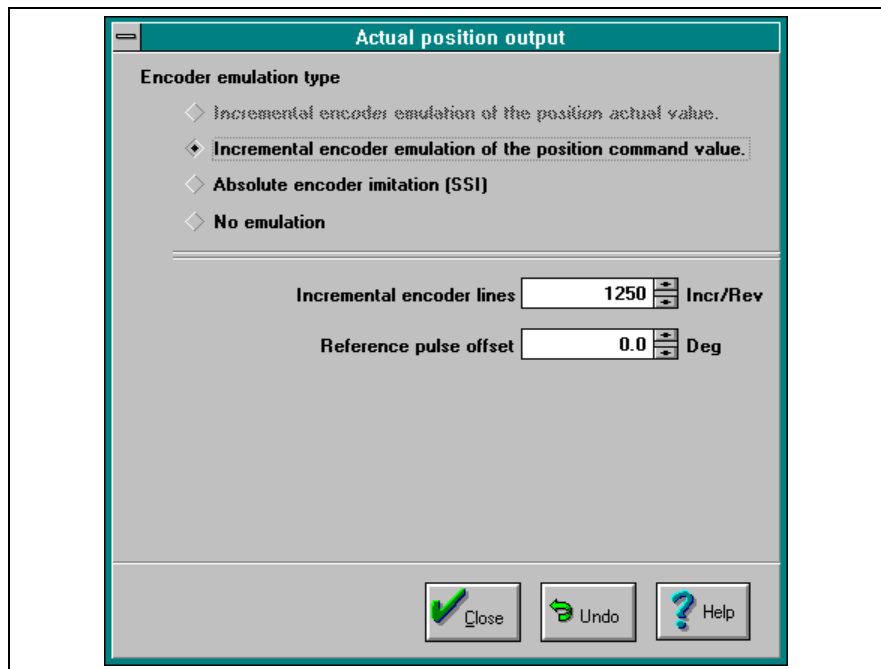 Actual position output
Encoder emulation type
Incremental encoder emulation of the position actual value.
Incremental encoder emulation of the position command value.
Absolute encoder imitation (SSI)
No emulation
Incremental encoder lines 1250 Incr/Rev
Reference pulse offset 0.0 Deg
Close Undo Help